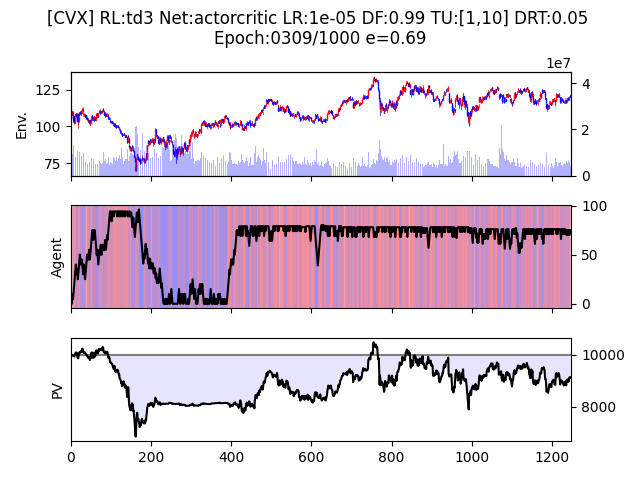 [CVX] RL:td3 Net:actorcritic LR:1e-05 DF:0.99 TU:[1,10] DRT:0.05
Epoch:0309/1000 e=0.69
1e7
125
100
75
Env.
4
2
0
Agent
100
50
0
PV
10000
8000
0 200 400 600 800 1000 1200